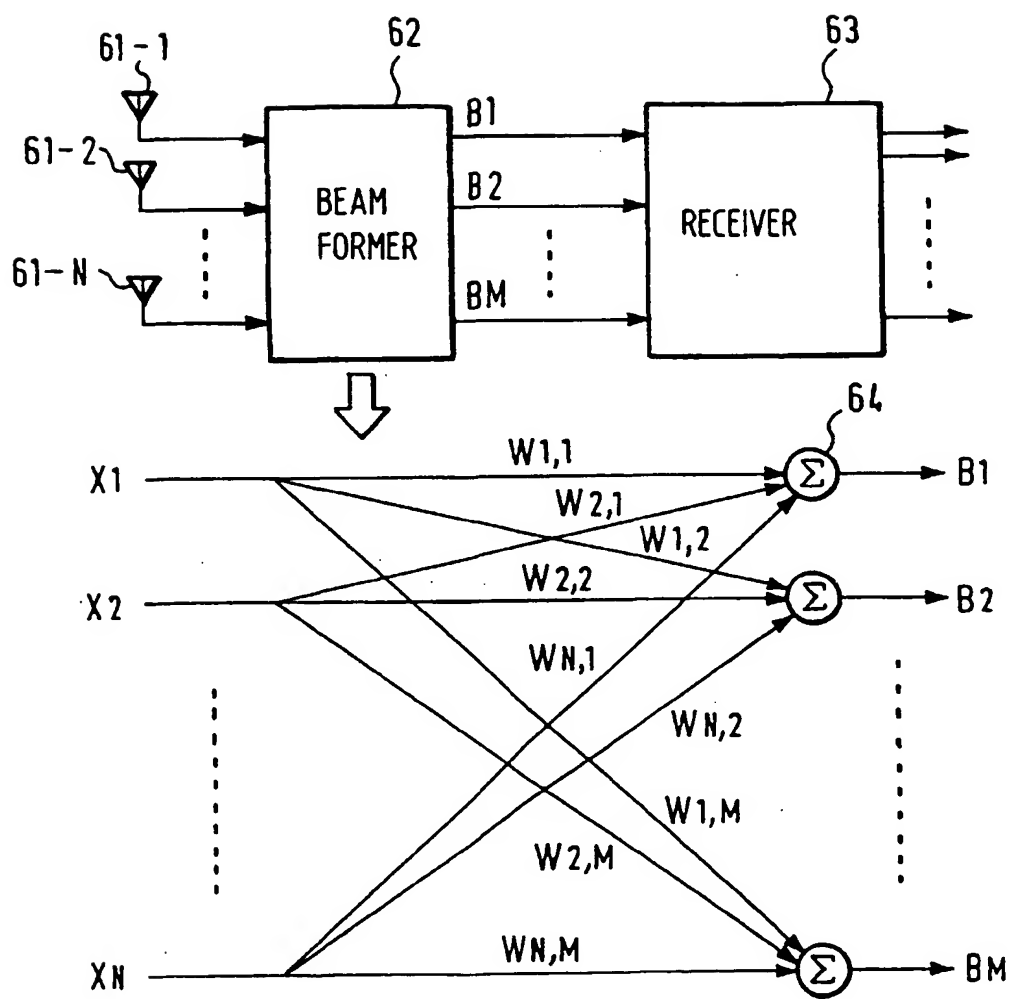 61-1
62
63
B1
61-2
B2
BEAM
FORMER
RECEIVER
61-N
BM
64
X1
W1,1
Σ
B1
W2,1
W1,2
X2
W2,2
Σ
B2
WN,1
WN,2
W1,M
W2,M
XN
WN,M
Σ
BM